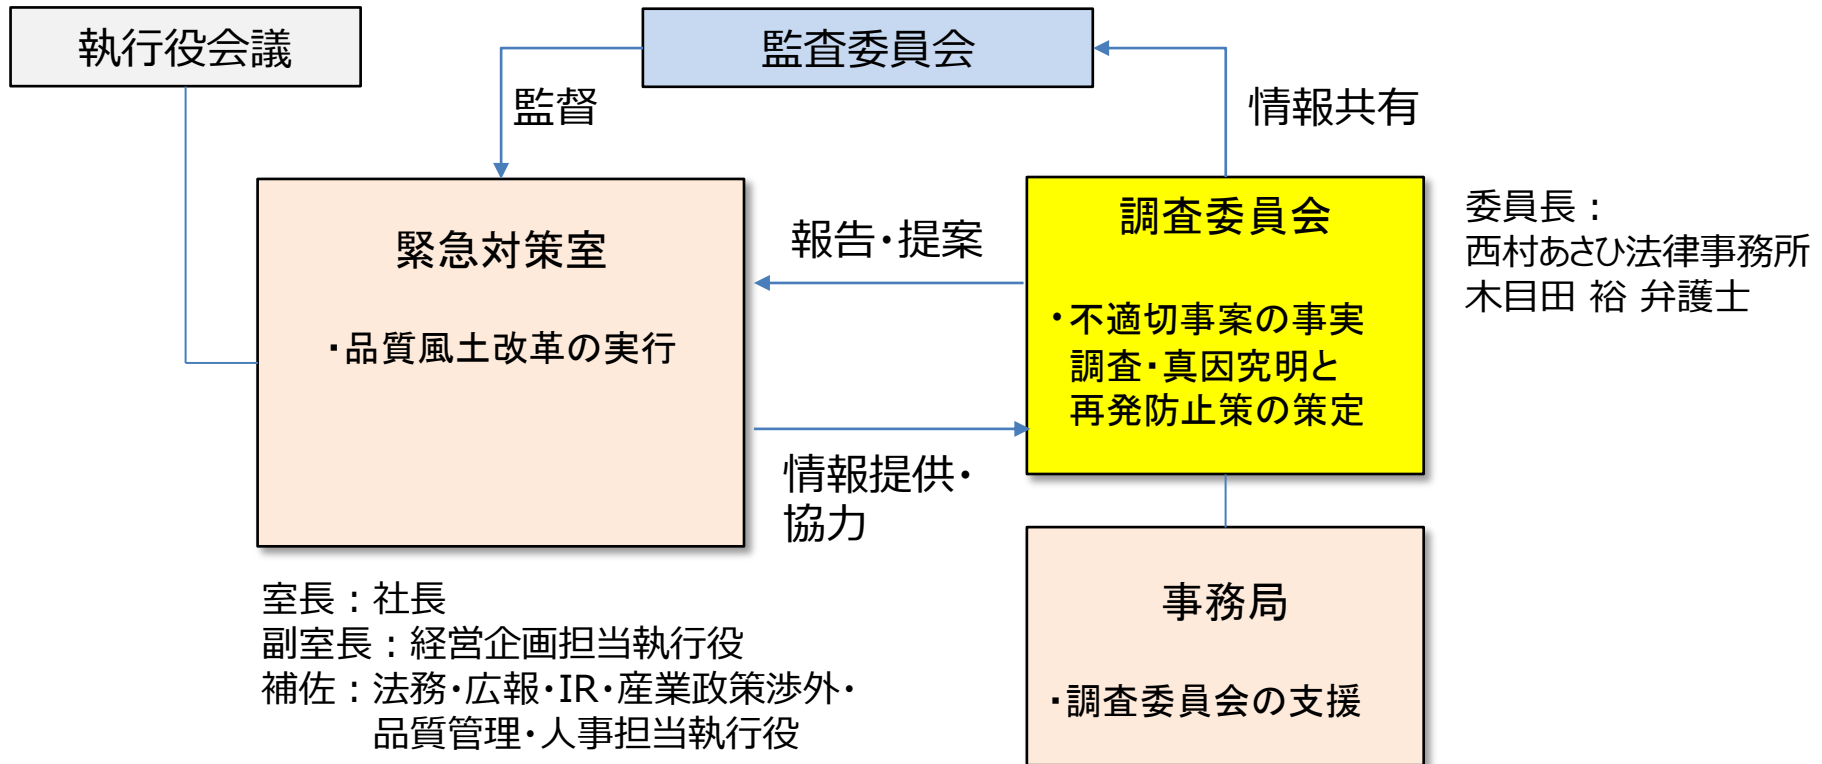 執行役会議
監査委員会
監督
情報共有
緊急対策室
・品質風土改革の実行
報告・提案
調査委員会
・不適切事案の事実
調査・真因究明と
再発防止策の策定
委員長：
西村あさひ法律事務所
木目田 裕 弁護士
情報提供・
協力
室長：社長
副室長：経営企画担当執行役
補佐：法務・広報・IR・産業政策渉外・
品質管理・人事担当執行役
事務局
・調査委員会の支援